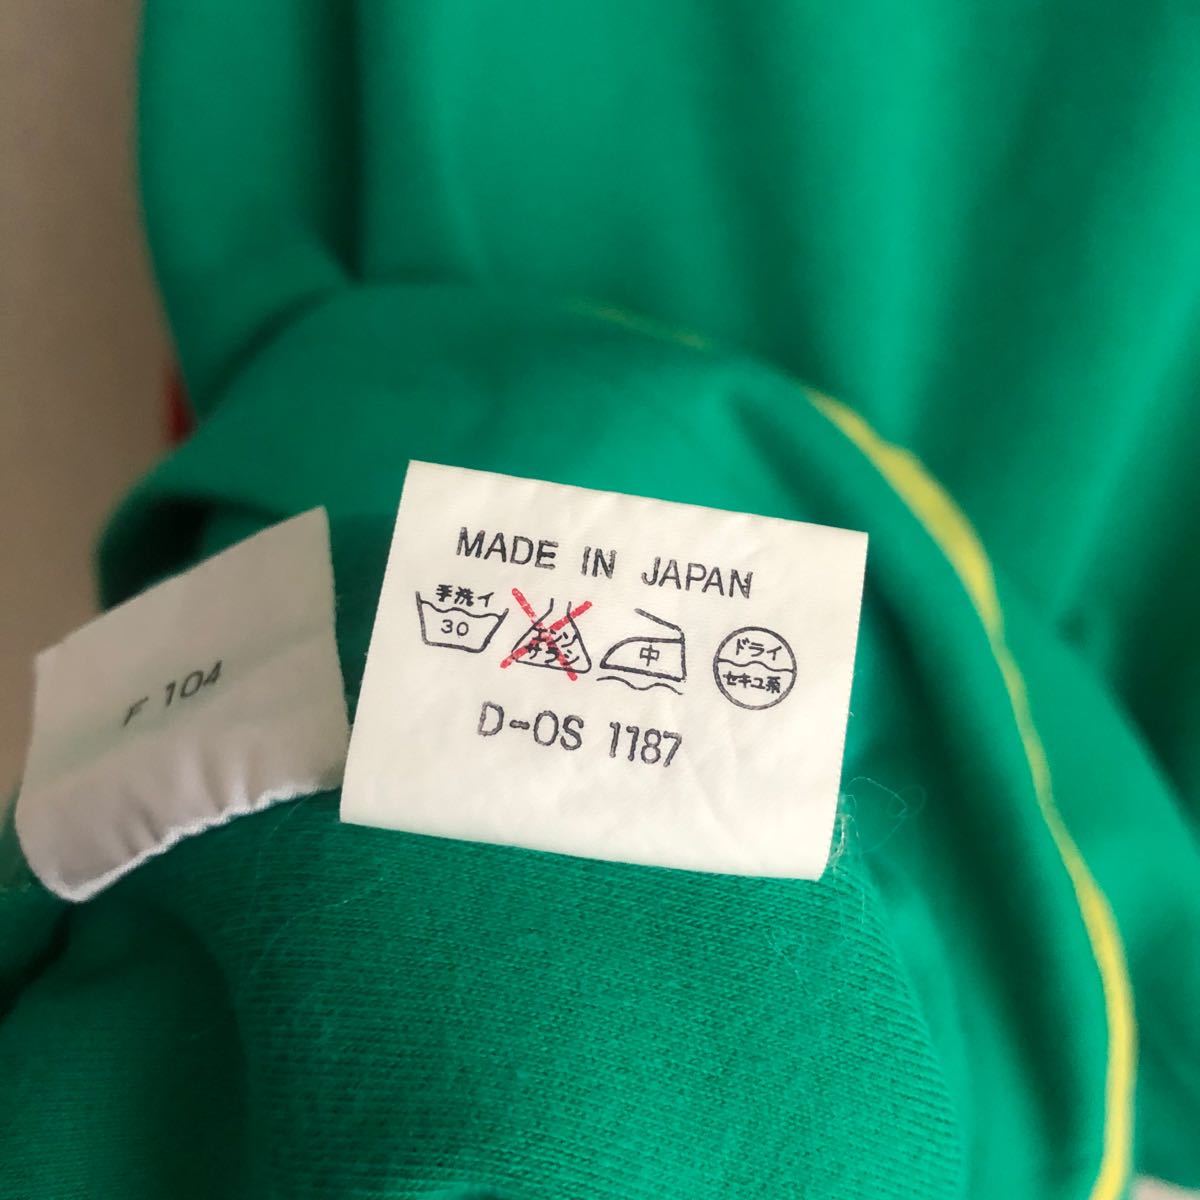 MADE IN JAPAN
手洗イ
30
エンソ
サラシ
中
ドライ
セキユ系
D-OS 1187
F 104